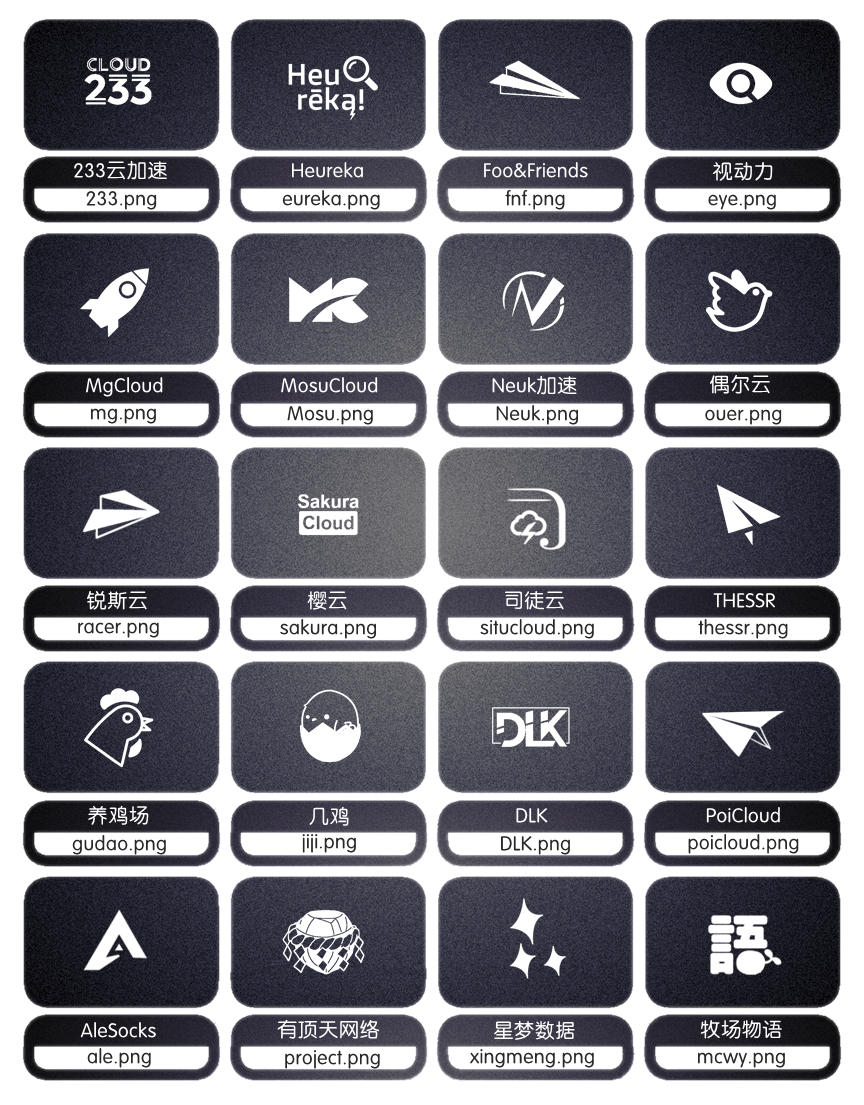 CLOUD
233
Heu
rēką!
233云加速
Heureka
Foo&Friends
视动力
233.png
eureka.png
fnf.png
eye.png
MgCloud
MosuCloud
Neuk加速
偶尔云
mg.png
Mosu.png
Neuk.png
ouer.png
Sakura
Cloud
锐斯云
樱云
司徒云
THESSR
racer.png
sakura.png
situcloud.png
thessr.png
DLK
养鸡场
几鸡
DLK
PoiCloud
gudao.png
jiji.png
DLK.png
poicloud.png
語
AleSocks
有顶天网络
星梦数据
牧场物语
ale.png
project.png
xingmeng.png
mcwy.png